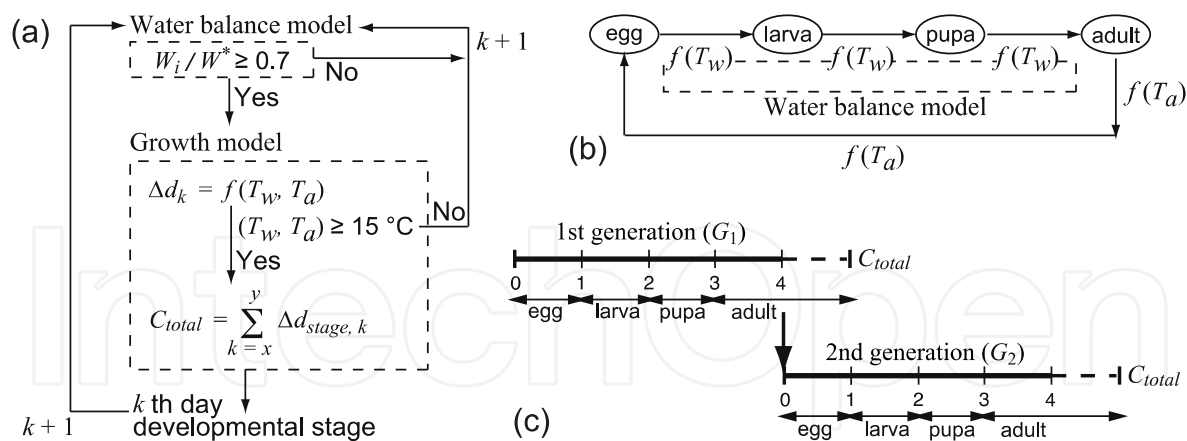 (a)
Water balance model
W_i / W* ≥ 0.7
No
k + 1
Yes
Growth model
Δd_k = f(T_w, T_a)
(T_w, T_a) ≥ 15 °C
No
Yes
C_total = ∑ Δd_stage, k
y
k = x
k th day
k + 1
developmental stage
egg larva pupa adult
f(T_w) f(T_w) f(T_w)
Water balance model
f(T_a)
(b)
f(T_a)
1st generation (G_1)
C_total
0 1 2 3 4
egg larva pupa adult
2nd generation (G_2)
C_total
0 1 2 3 4
egg larva pupa adult
(c)
IntechOpen